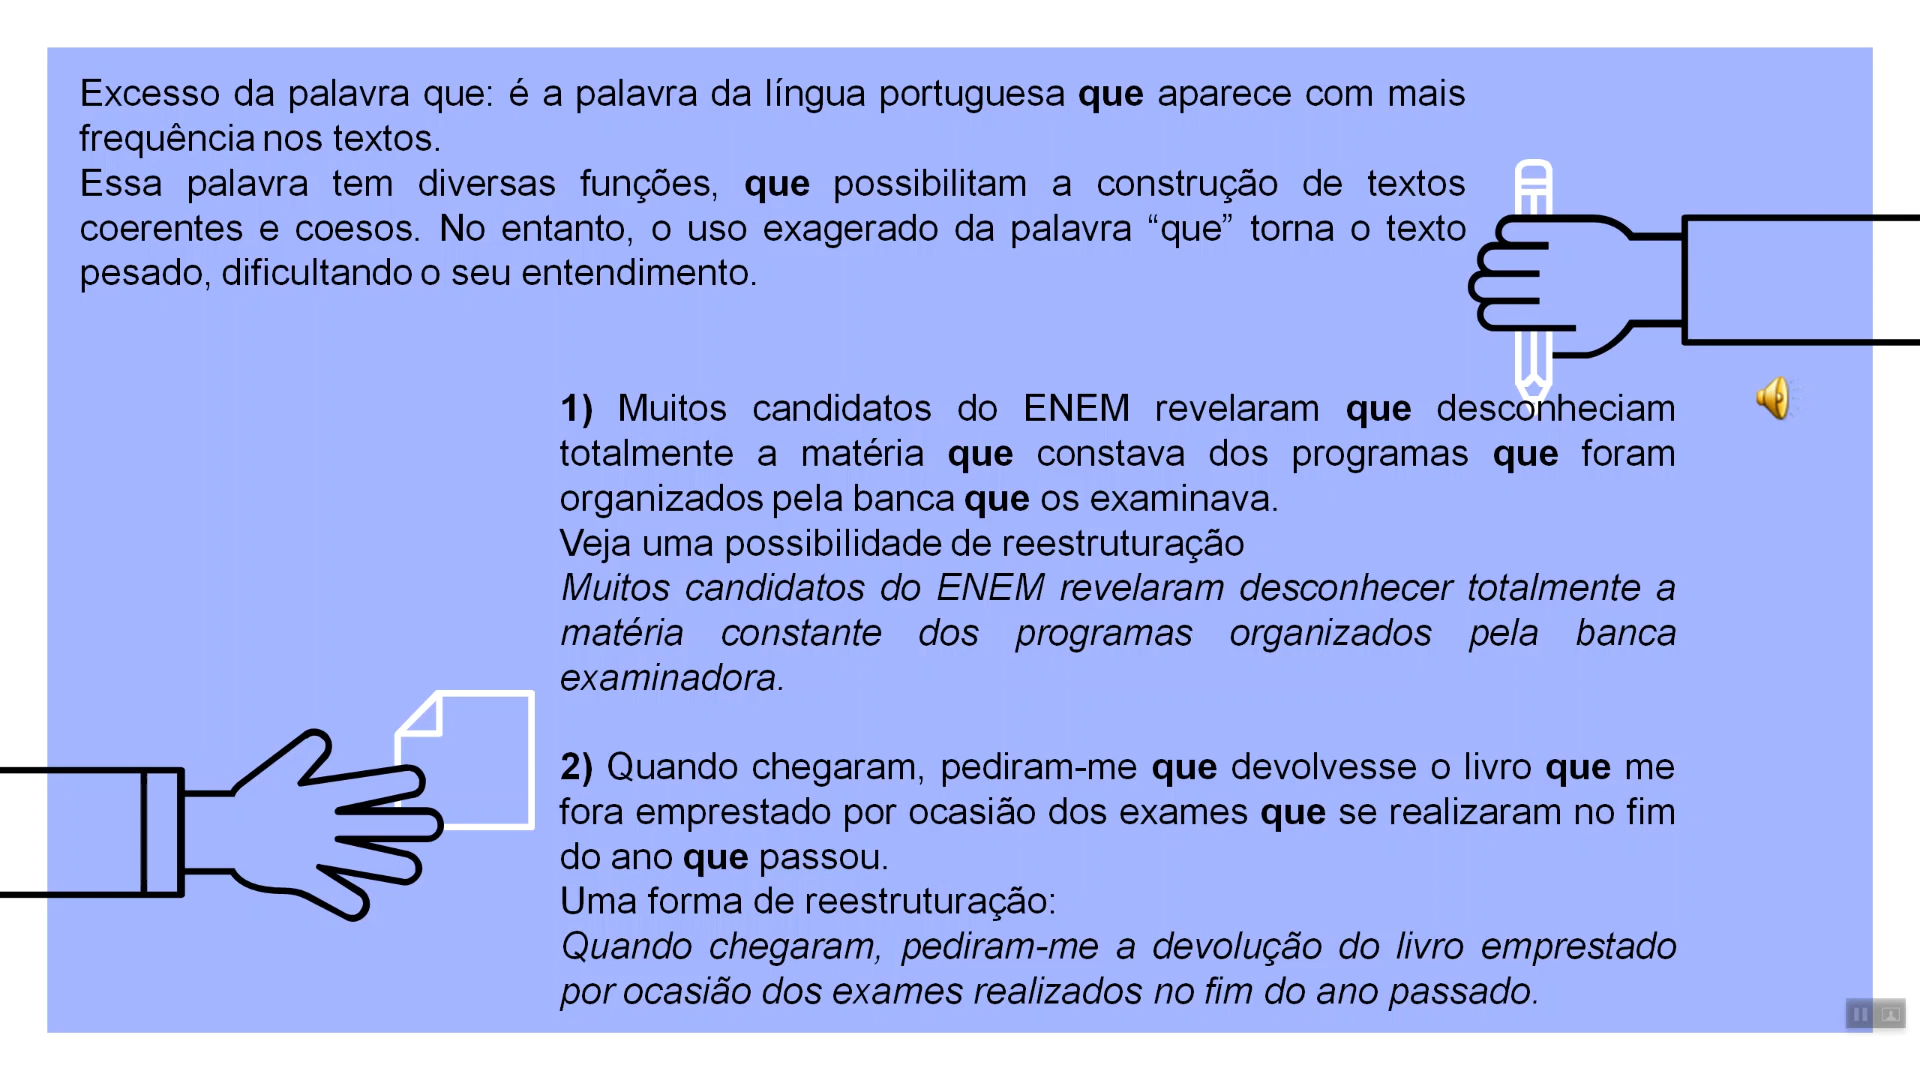 Excesso da palavra que: é a palavra da língua portuguesa que aparece com mais
frequência nos textos.
Essa palavra tem diversas funções, que possibilitam a construção de textos
coerentes e coesos. No entanto, o uso exagerado da palavra “que” torna o texto
pesado, dificultando o seu entendimento.
1) Muitos candidatos do ENEM revelaram que desconheciam
totalmente a matéria que constava dos programas que foram
organizados pela banca que os examinava.
Veja uma possibilidade de reestruturação
Muitos candidatos do ENEM revelaram desconhecer totalmente a
matéria constante dos programas organizados pela banca
examinadora.
2) Quando chegaram, pediram-me que devolvesse o livro que me
fora emprestado por ocasião dos exames que se realizaram no fim
do ano que passou.
Uma forma de reestruturação:
Quando chegaram, pediram-me a devolução do livro emprestado
por ocasião dos exames realizados no fim do ano passado.